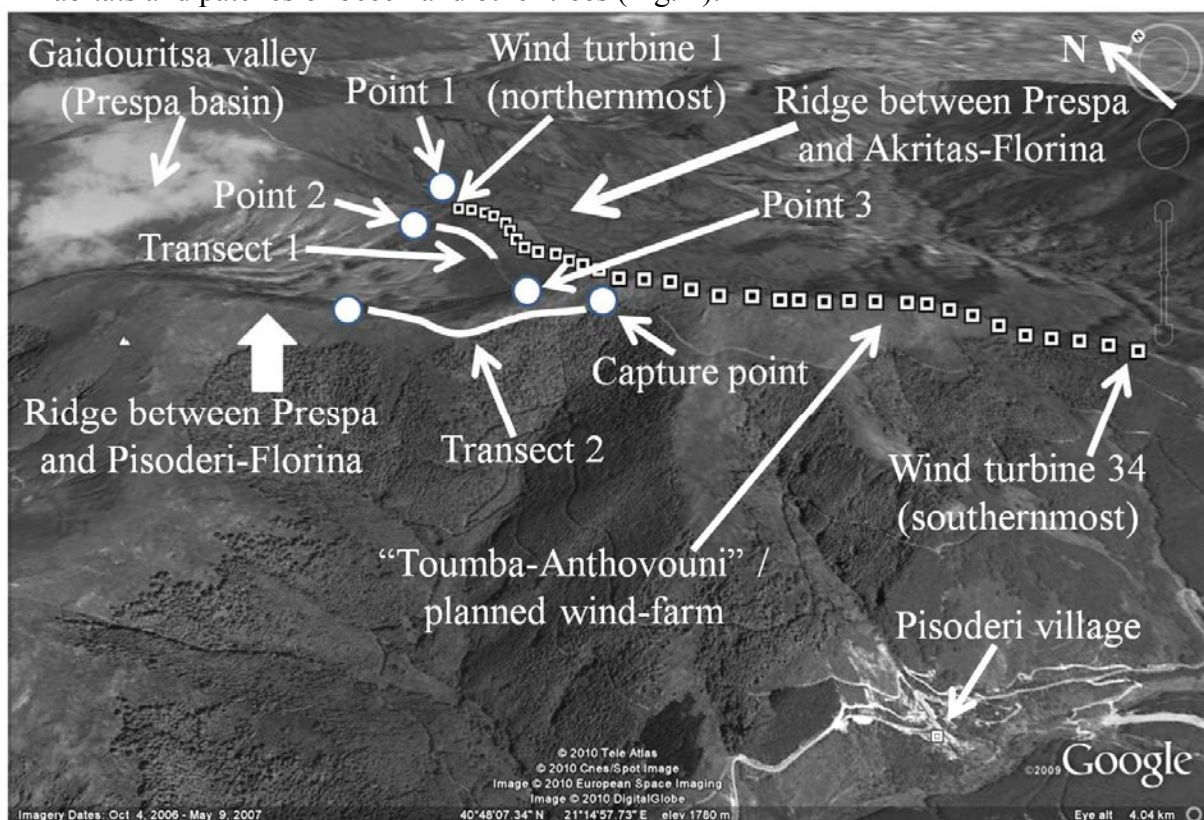 Gaidouritsa valley
(Prespa basin)
Point 1
Wind turbine 1
(northernmost)
N
Ridge between Prespa
and Akritas-Florina
Point 2
Point 3
Transect 1
Capture point
Ridge between Prespa
and Pisoderi-Florina
Transect 2
Wind turbine 34
(southernmost)
“Toumba-Anthovouni” /
planned wind-farm
Pisoderi village
© 2010 Tele Atlas
© 2010 Cnes/Spot Image
Image © 2010 European Space Imaging
Image © 2010 DigitalGlobe
©2009 Google
Imagery Dates: Oct 4, 2006 - May 9, 2007
40°48'07.34" N 21°14'57.73" E elev 1780 m
Eye alt 4.04 km